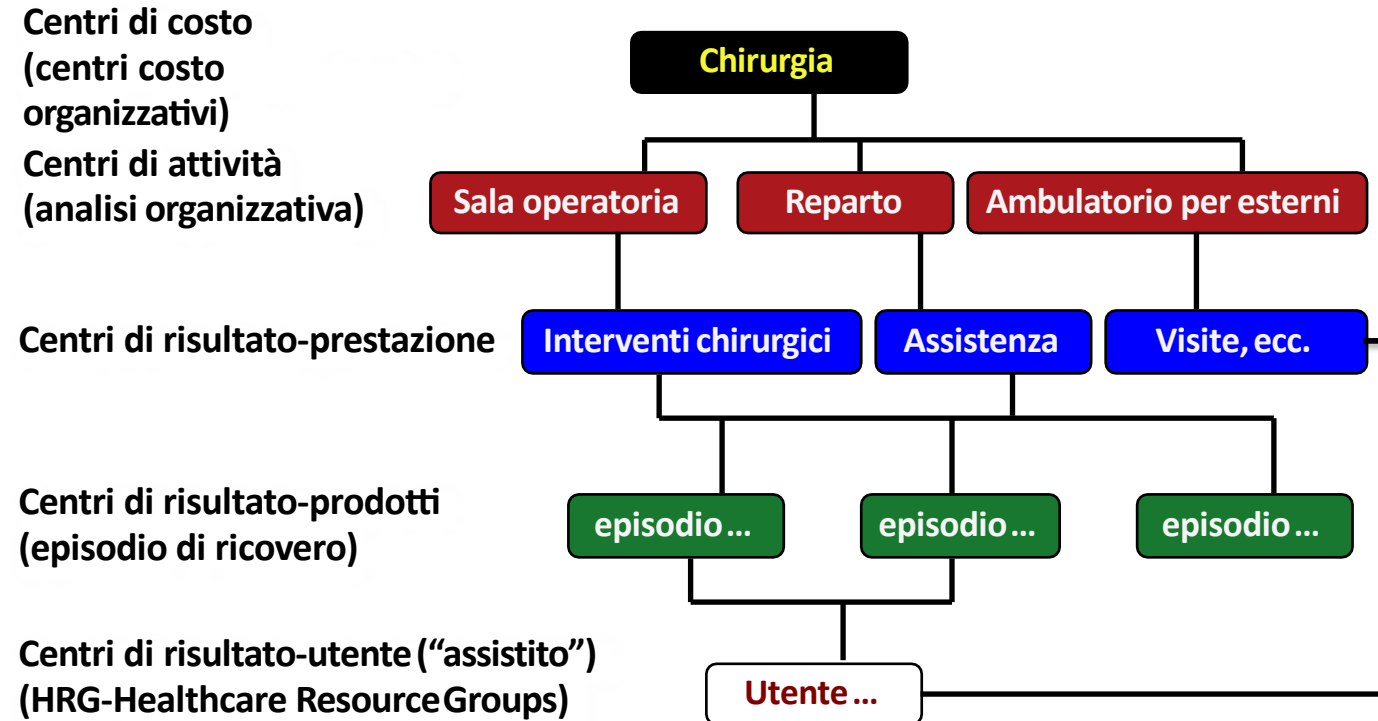 Centri di costo
(centri costo
organizzativi)
Chirurgia
Centri di attività
(analisi organizzativa)
Sala operatoria
Reparto
Ambulatorio per esterni
Centri di risultato-prestazione
Interventi chirurgici
Assistenza
Visite, ecc.
Centri di risultato-prodotti
(episodio di ricovero)
episodio ...
episodio ...
episodio ...
Centri di risultato-utente (“assistito”)
(HRG-Healthcare Resource Groups)
Utente ...